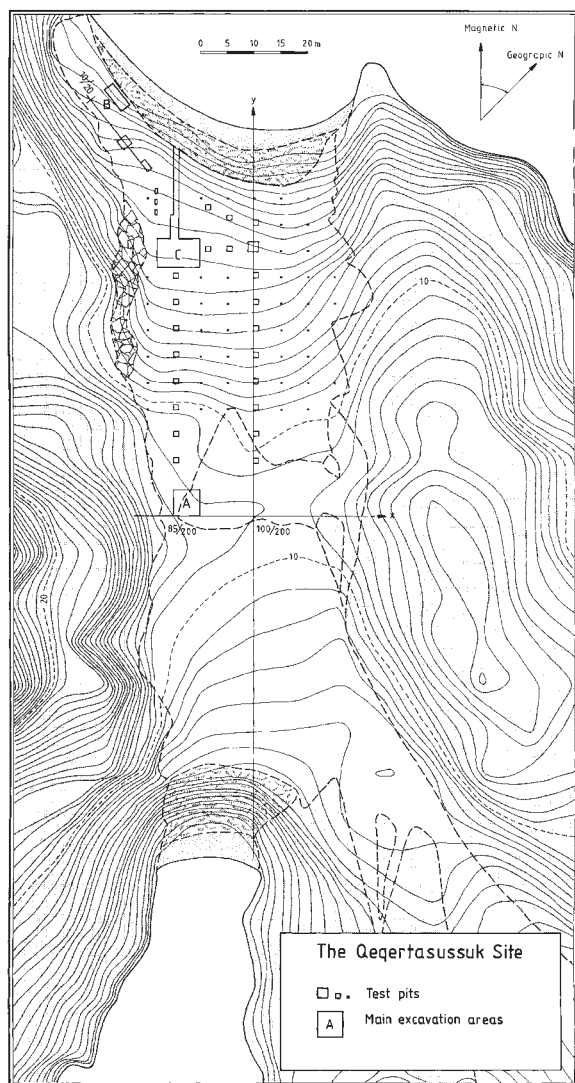 Magnetic N
Geograpic N
0 5 10 20 m
y
B
C
10
A
x
85/200
100/200
10
20
The Qeqertasussuk Site
Test pits
A Main excavation areas